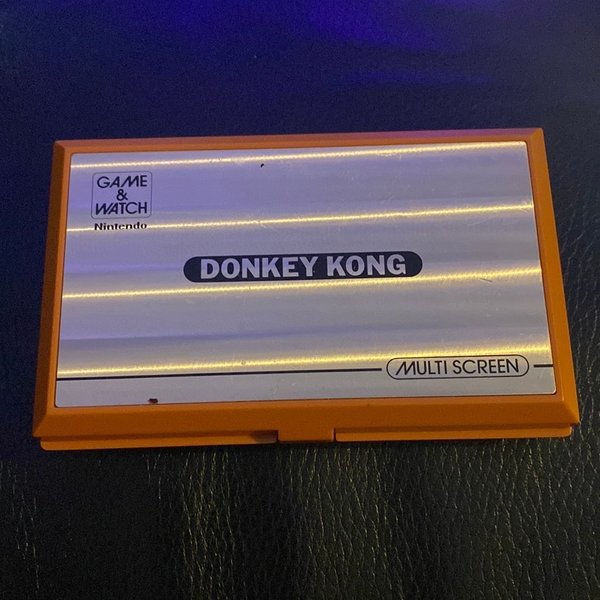 GAME
&
WATCH
Nintendo
DONKEY KONG
MULTI SCREEN